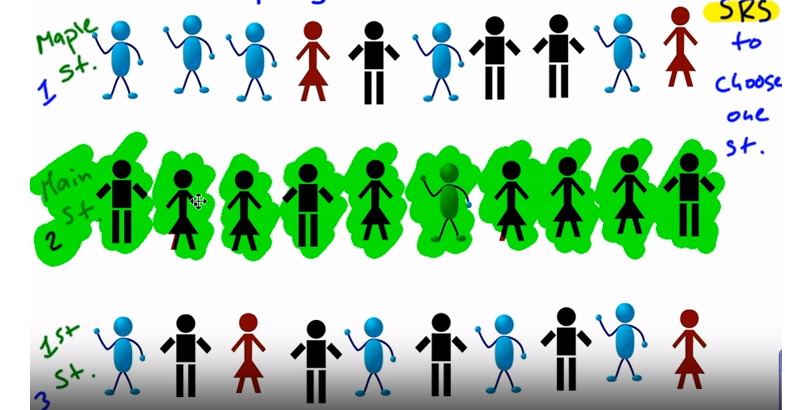 Maple
St.
1
Main
St.
2
1st
St.
3
SRS
to
choose
one
st.